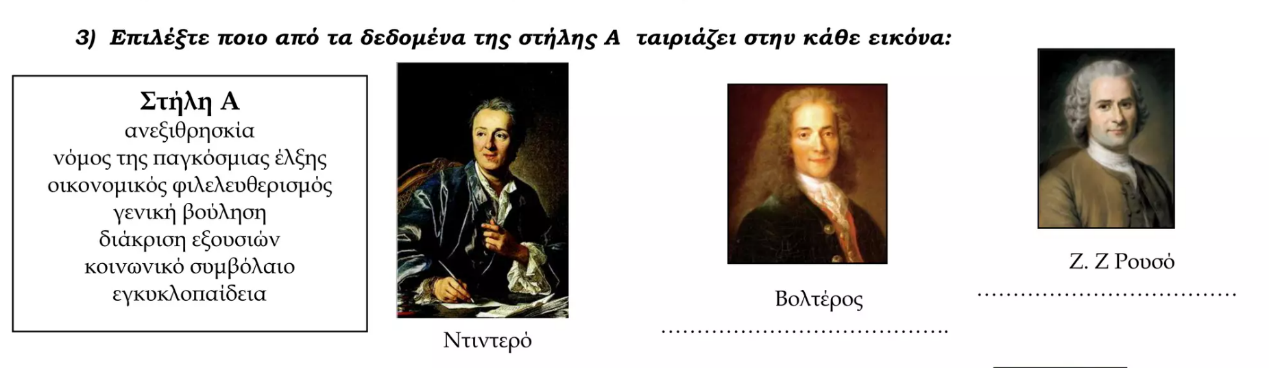 3) Επιλέξτε ποιο από τα δεδομένα της στήλης Α ταιριάζει στην κάθε εικόνα:
Στήλη Α
ανεξιθρησκία
νόμος της παγκόσμιας έλξης
οικονομικός φιλελευθερισμός
γενική βούληση
διάκριση εξουσιών
κοινωνικό συμβόλαιο
εγκυκλοπαίδεια
Ντιντερό
Βολτέρος
…………………………………….
Ζ. Ζ Ρουσό
………………………………